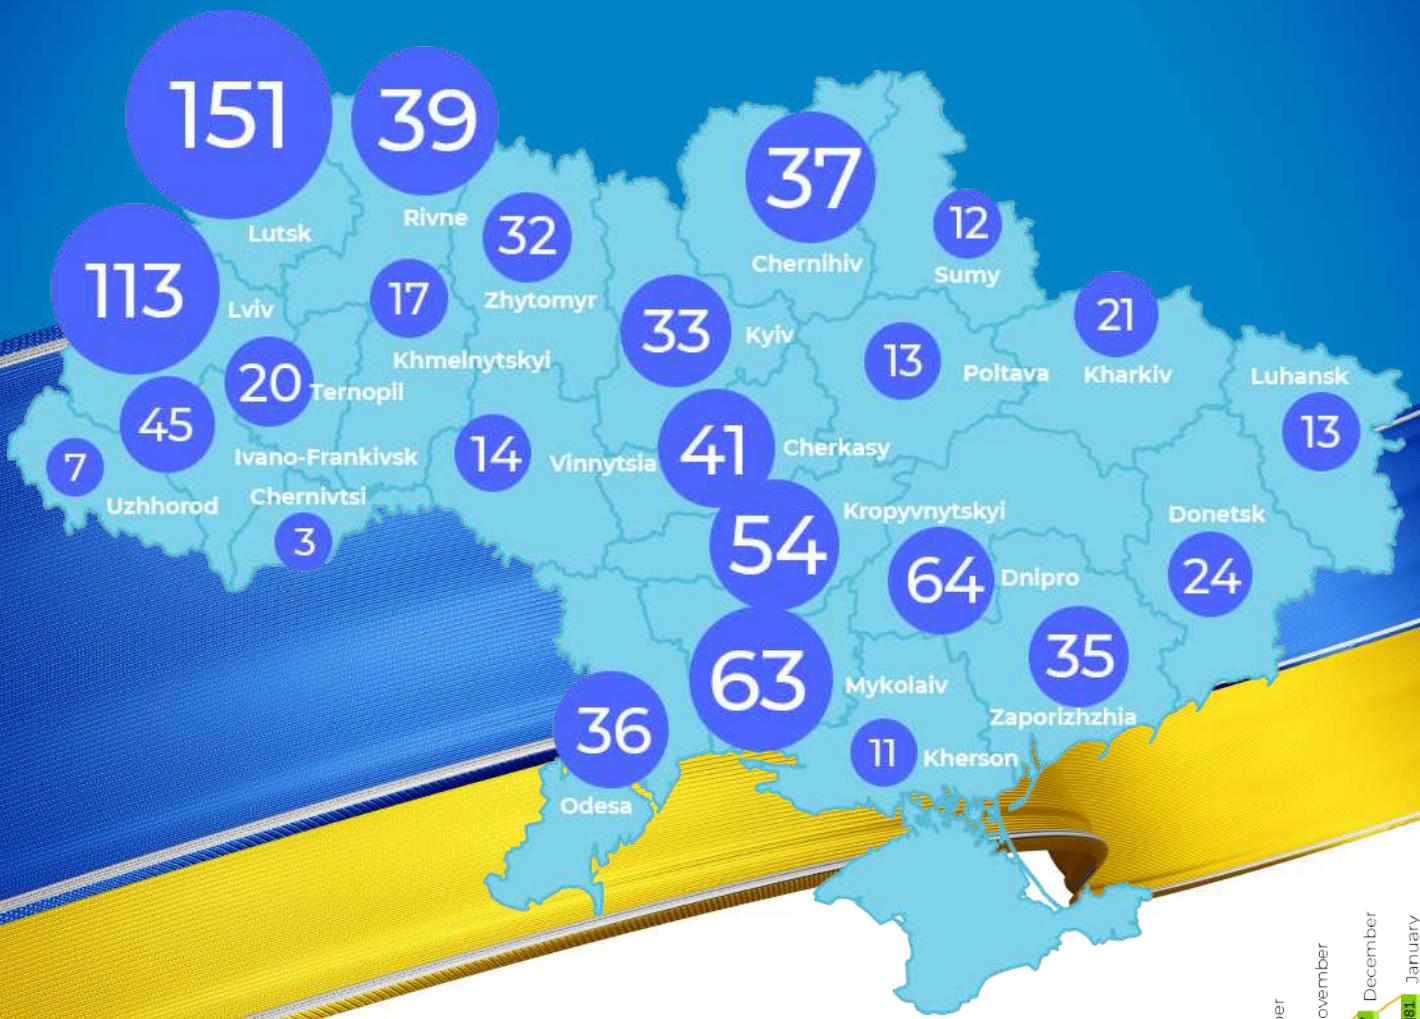 151
Lutsk
39
Rivne
113
Lviv
32
Zhytomyr
37
Chernihiv
12
Sumy
17
Khmelnytskyi
20
Ternopil
33
Kyiv
13
Poltava
21
Kharkiv
Luhansk
13
45
Ivano-Frankivsk
7
Uzhhorod
Chernivtsi
3
14
Vinnytsia
41
Cherkasy
54
Kropyvnytskyi
64
Dnipro
Donetsk
24
63
Mykolaiv
35
Zaporizhzhia
36
Odesa
11
Kherson
December
January